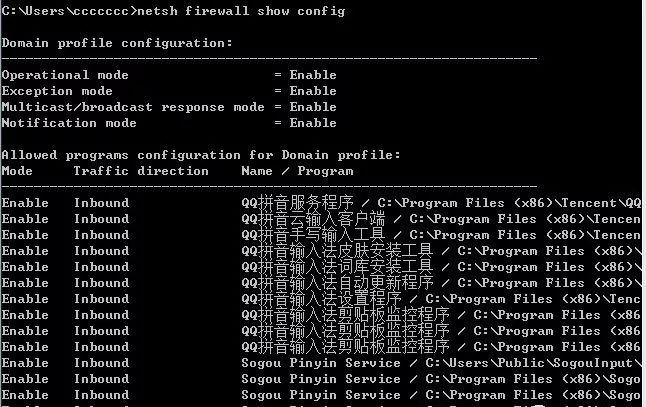 C:\Users\ccccccc>netsh firewall show config
Domain profile configuration:
-------------------------------------------------------------------
Operational mode                  = Enable
Exception mode                    = Enable
Multicast/broadcast response mode = Enable
Notification mode                 = Enable
Allowed programs configuration for Domain profile:
Mode     Traffic direction    Name / Program
-------------------------------------------------------------------
Enable   Inbound              QQ拼音服务程序 / C:\Program Files (x86)\Tencent\QQ
Enable   Inbound              QQ拼音云输入客户端 / C:\Program Files (x86)\Tencen
Enable   Inbound              QQ拼音手写输入工具 / C:\Program Files (x86)\Tencen
Enable   Inbound              QQ拼音输入法皮肤安装工具 / C:\Program Files (x86)\
Enable   Inbound              QQ拼音输入法词库安装工具 / C:\Program Files (x86)\
Enable   Inbound              QQ拼音输入法自动更新程序 / C:\Program Files (x86)\
Enable   Inbound              QQ拼音输入法设置程序 / C:\Program Files (x86)\Tenc
Enable   Inbound              QQ拼音输入法剪贴板监控程序 / C:\Program Files (x86
Enable   Inbound              QQ拼音输入法剪贴板监控程序 / C:\Program Files (x86
Enable   Inbound              QQ拼音输入法剪贴板监控程序 / C:\Program Files (x86
Enable   Inbound              Sogou Pinyin Service / C:\Users\Public\SogouInput\
Enable   Inbound              Sogou Pinyin Service / C:\Program Files (x86)\Sogo
Enable   Inbound              Sogou Pinyin Service / C:\Program Files (x86)\Sogo